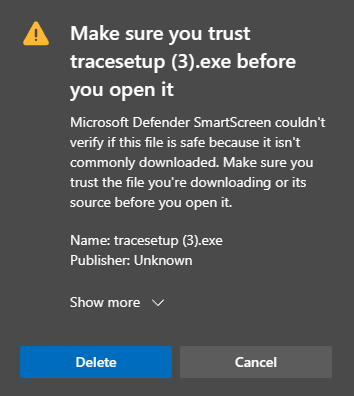 Make sure you trust
tracesetup (3).exe before
you open it
Microsoft Defender SmartScreen couldn't
verify if this file is safe because it isn't
commonly downloaded. Make sure you
trust the file you're downloading or its
source before you open it.
Name: tracesetup (3).exe
Publisher: Unknown
Show more
Delete
Cancel